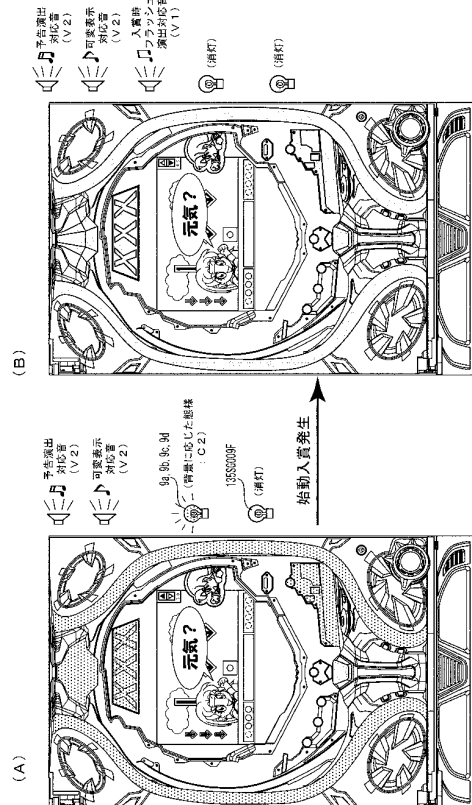 (A)
予告演出
対応音
(V2)
可変表示
対応音
(V2)
9a, 9b, 9c, 9d
(背景に応じた態様
:C2)
135SG009F
(消灯)
XXX
元気?
始動入賞発生
(B)
予告演出
対応音
(V2)
可変表示
対応音
(V2)
入賞時
フラッシュ
演出対応音
(V1)
(消灯)
(消灯)
XXX
元気?